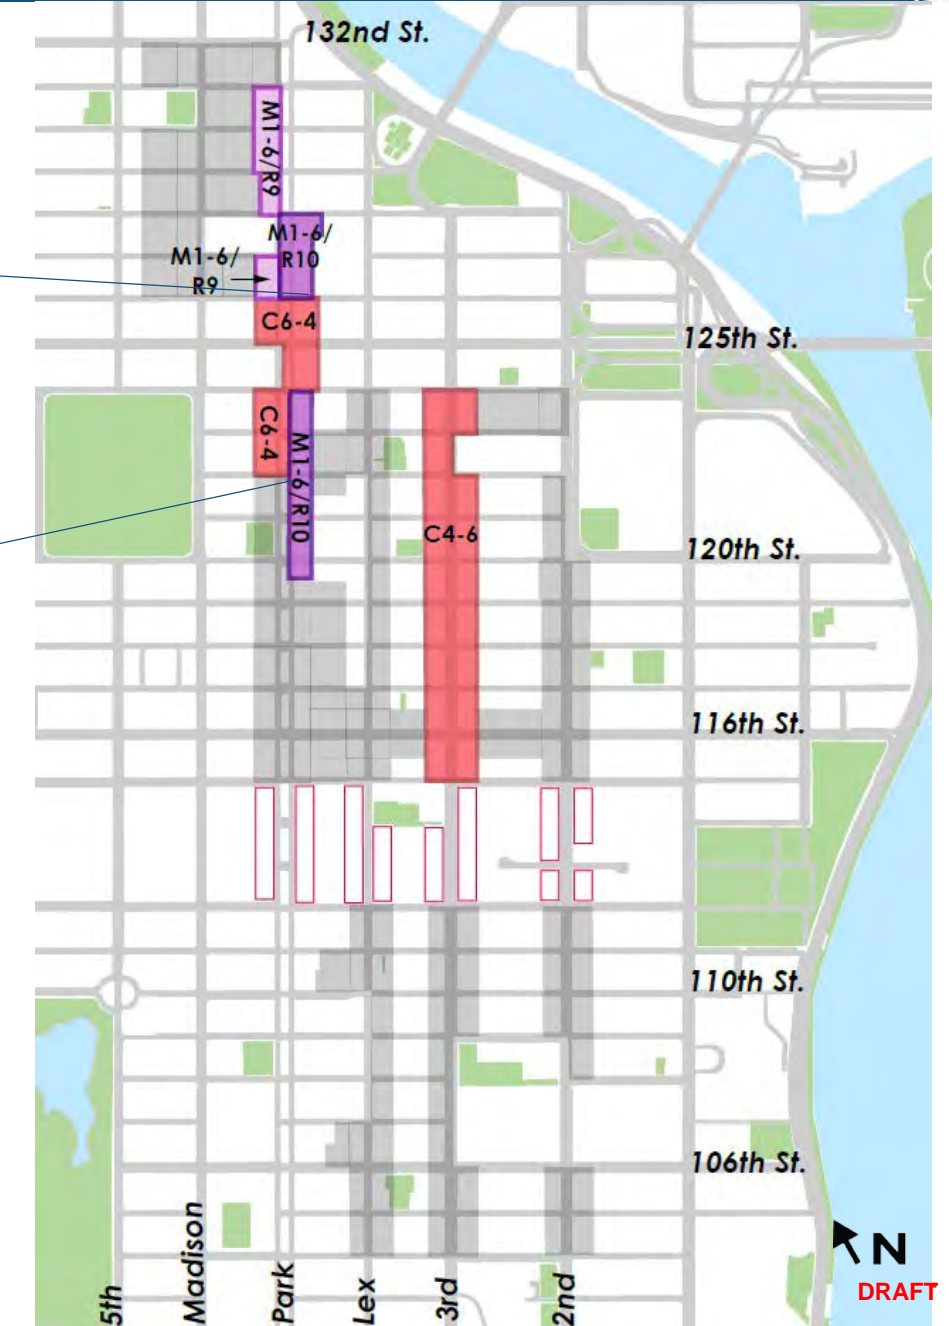 132nd St.
M1-6/R9
M1-6/
R10
M1-6/
R9
C6-4
125th St.
C6-4
M1-6/R10
C4-6
120th St.
116th St.
110th St.
106th St.
5th
Madison
Park
Lex
3rd
2nd
N
DRAFT